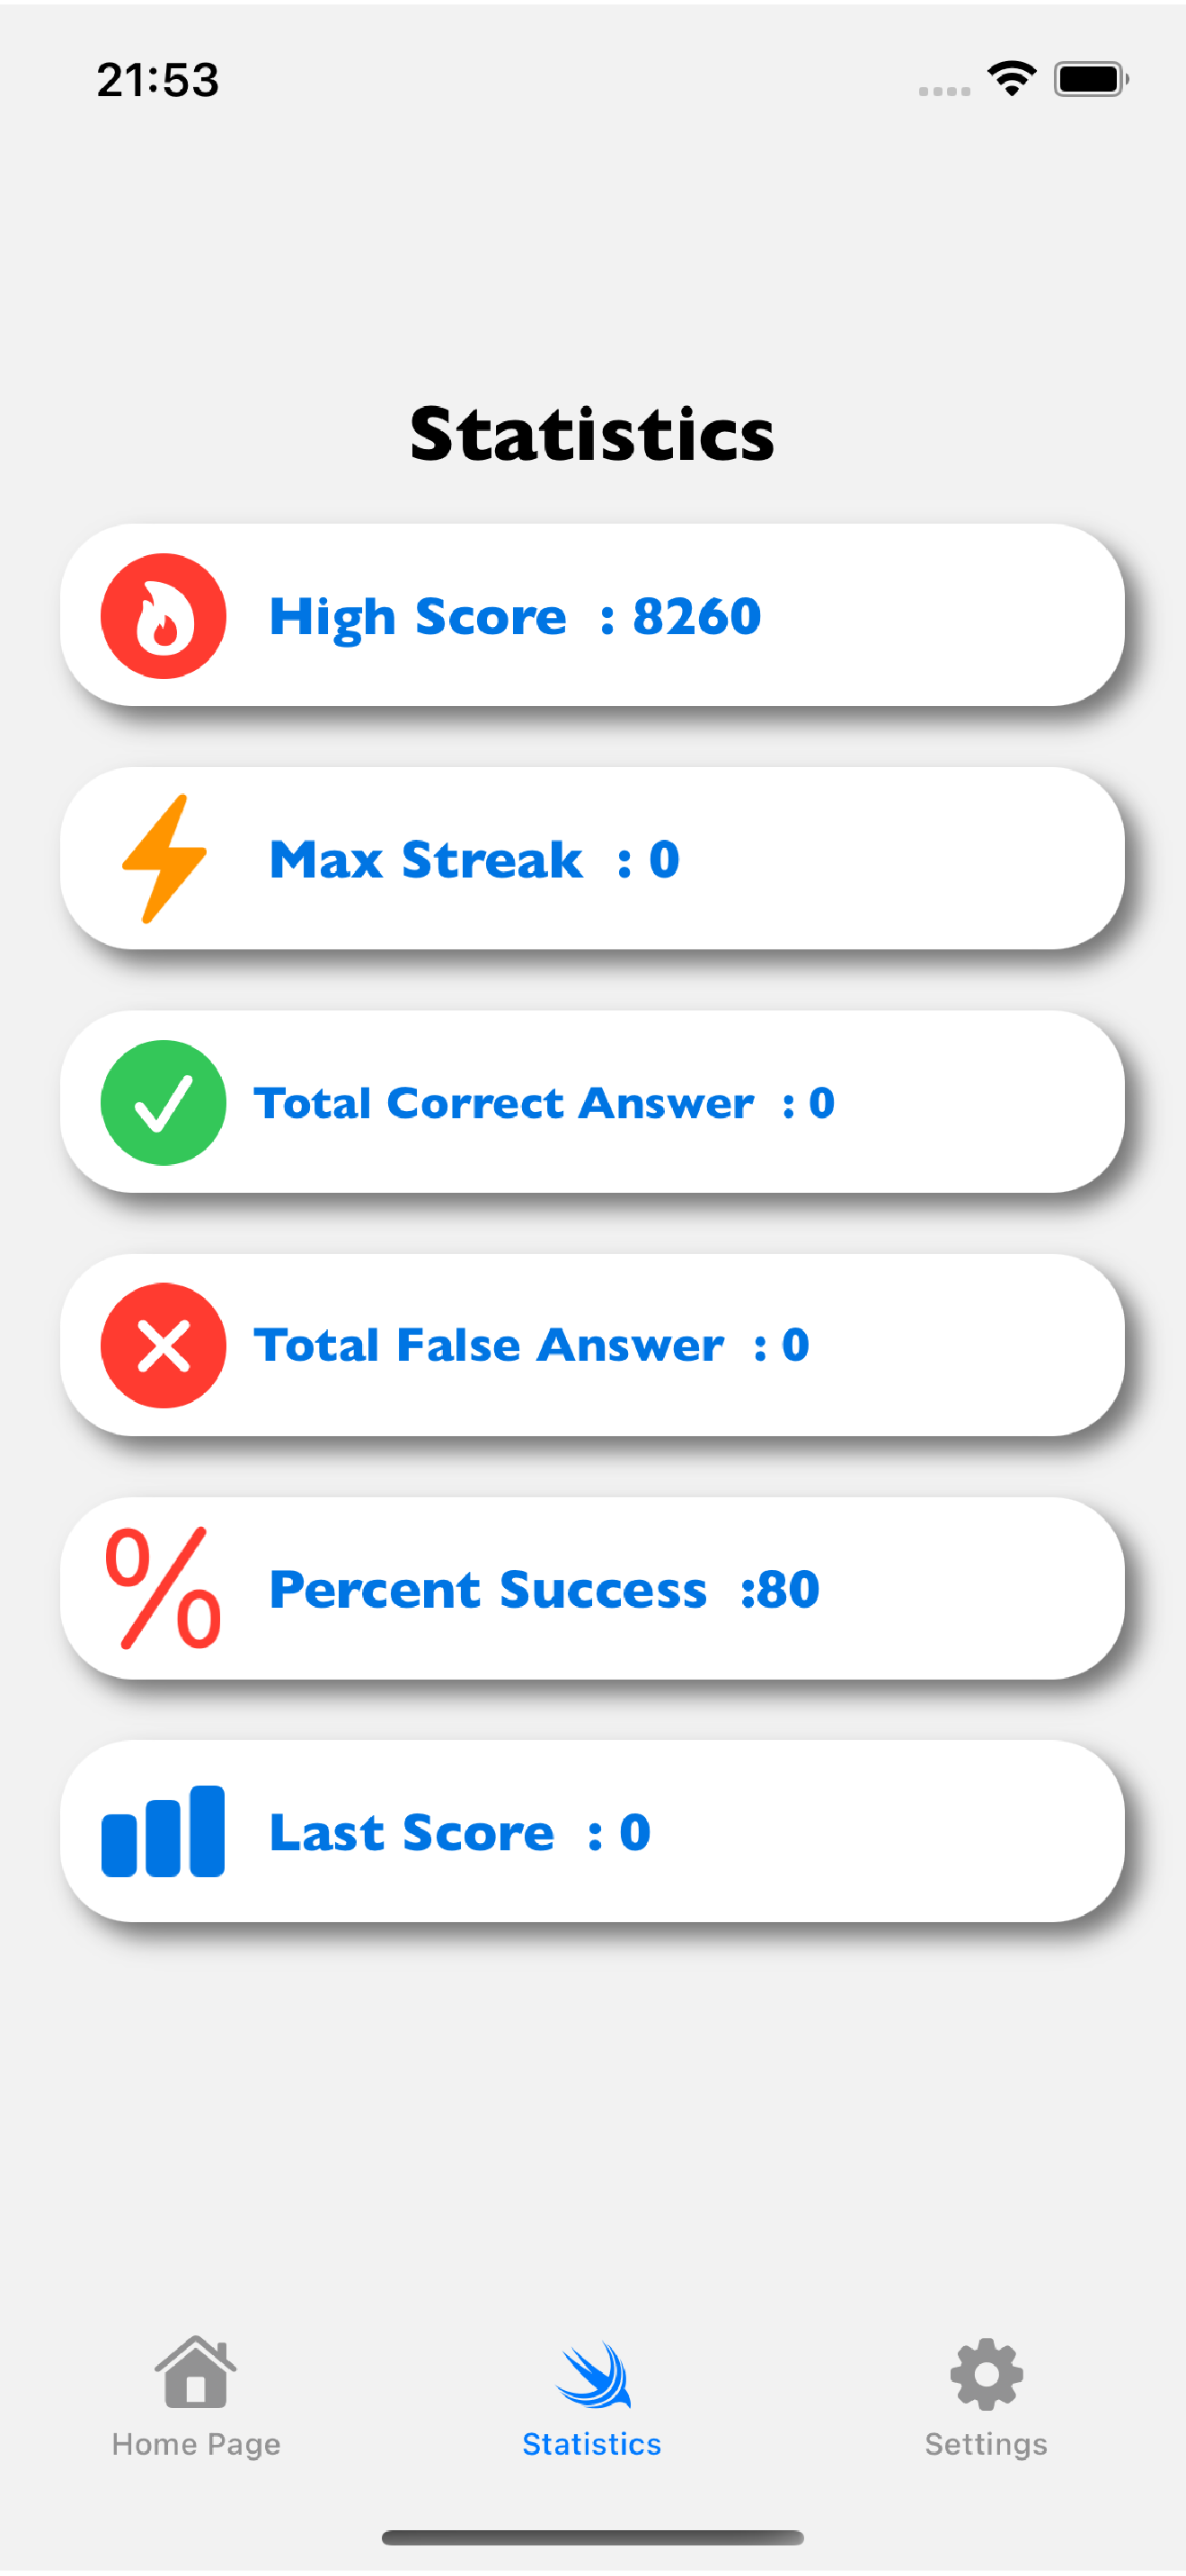 21:53
Statistics
High Score : 8260
Max Streak : 0
Total Correct Answer : 0
Total False Answer : 0
% Percent Success :80
Last Score : 0
Home Page Statistics Settings